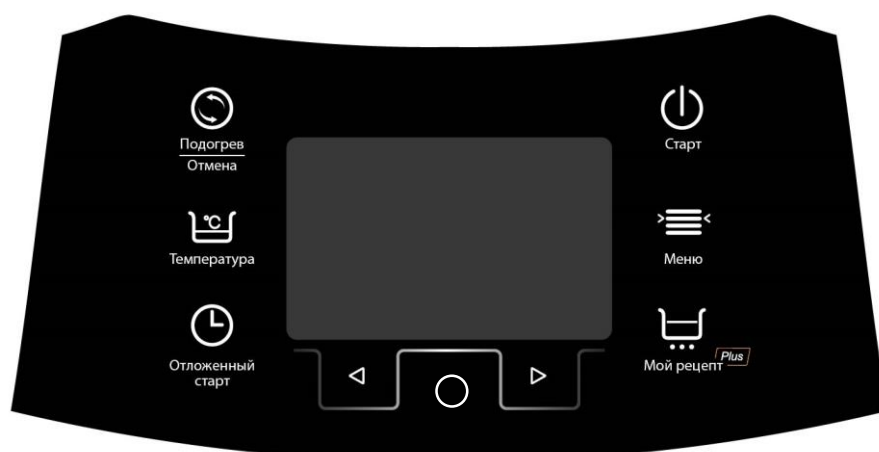 Подогрев
Отмена
°C
Температура
Отложенный
старт
Старт
Меню
Мой рецепт Plus